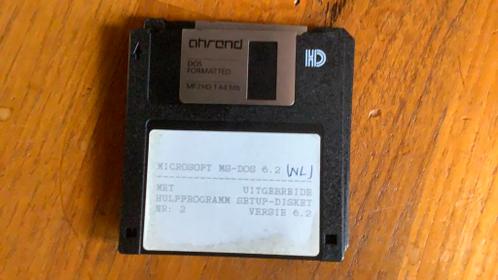 ahrend
HD
DOS
FORMATTED
MF2HD 1.44 MB
MICROSOFT MS-DOS 6.2 (NL)
MET UITGEBREIDE
HULPPROGRAMM SETUP-DISKET
NR: 2 VERSIE 6.2